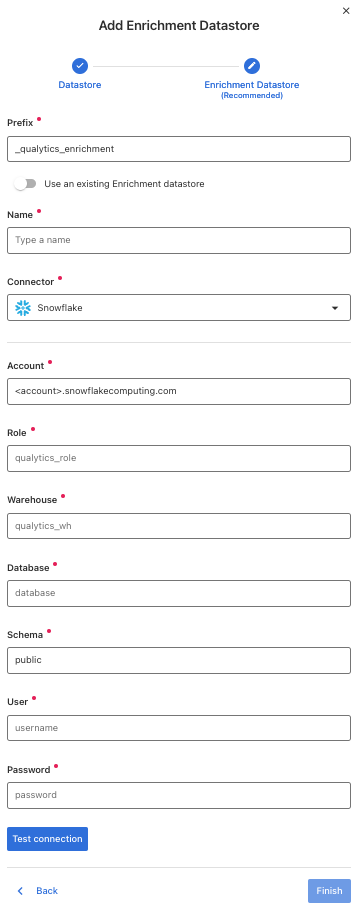 Add Enrichment Datastore
Datastore
Enrichment Datastore
(Recommended)
Prefix
_qualytics_enrichment
Use an existing Enrichment datastore
Name
Type a name
Connector
Snowflake
Account
<account>.snowflakecomputing.com
Role
qualytics_role
Warehouse
qualytics_wh
Database
database
Schema
public
User
username
Password
password
Test connection
Back
Finish